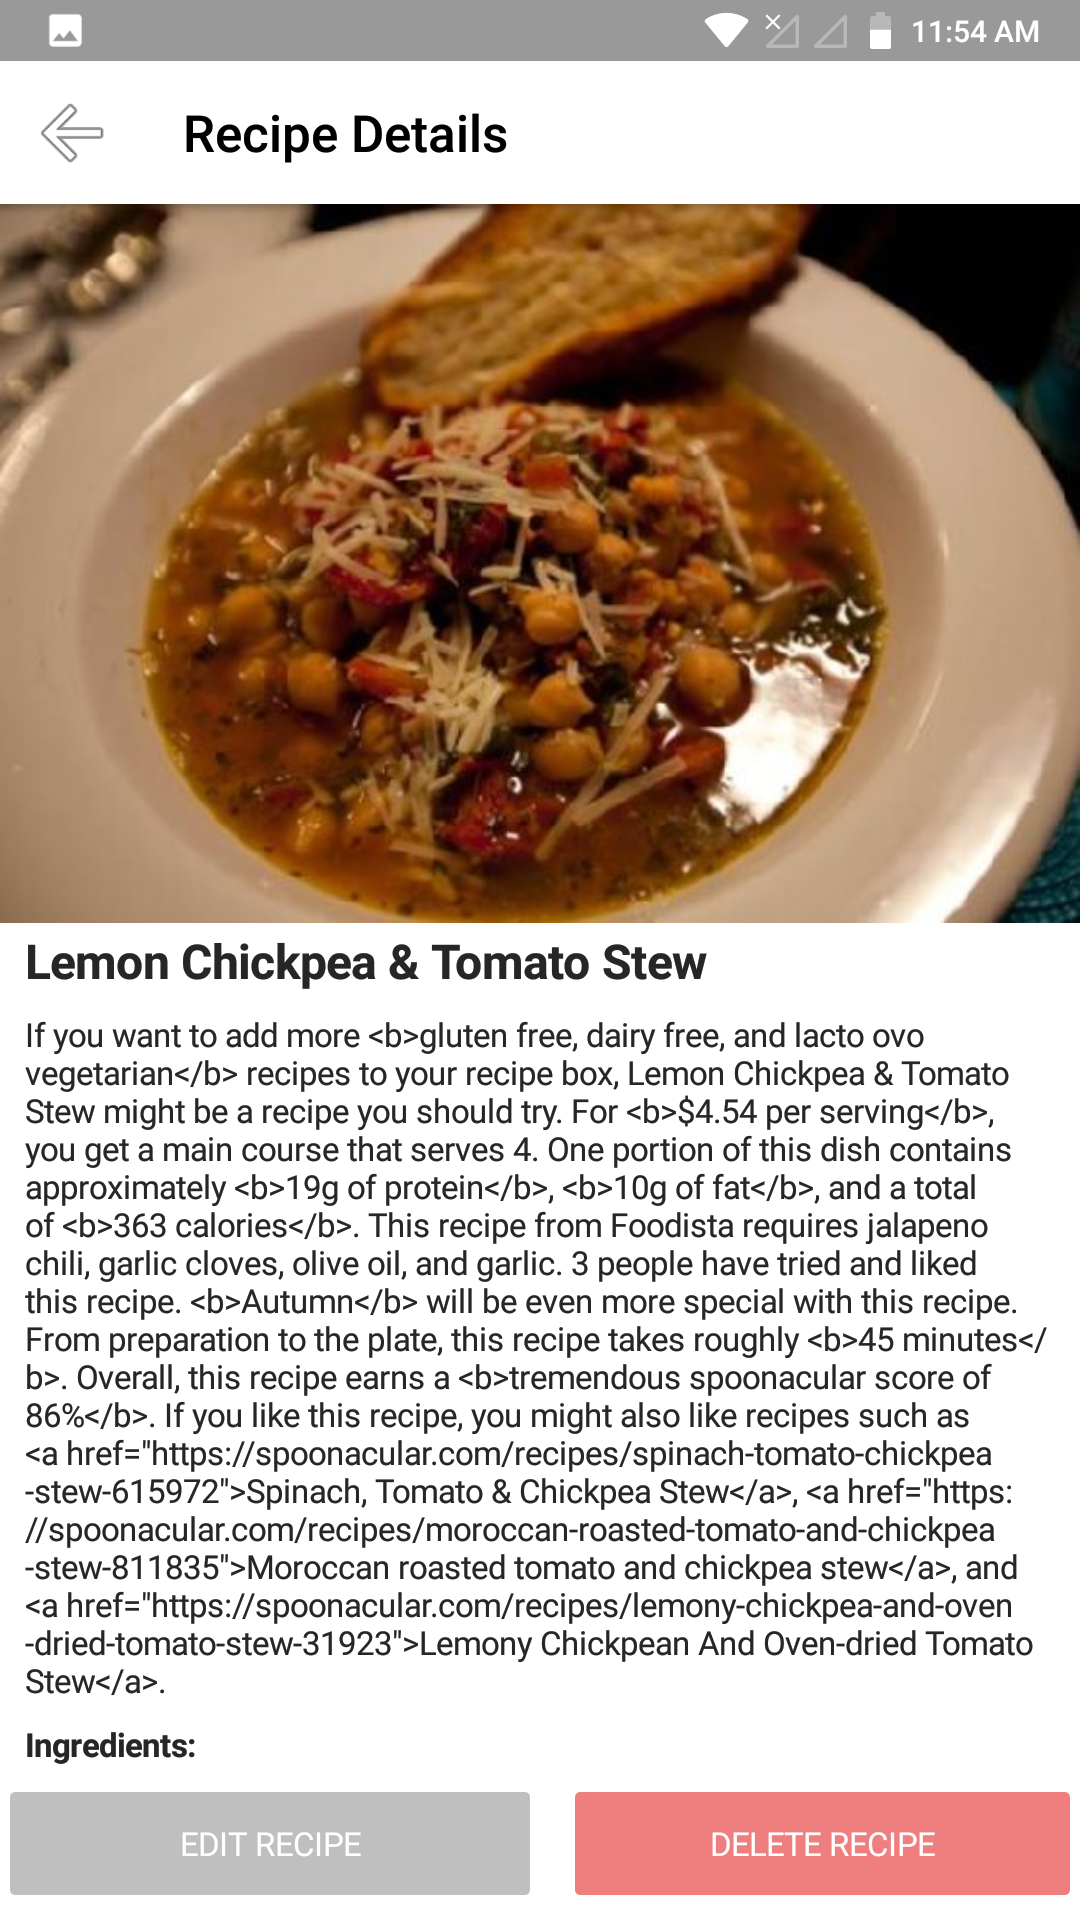 11:54 AM
Recipe Details
Lemon Chickpea & Tomato Stew
If you want to add more <b>gluten free, dairy free, and lacto ovo
vegetarian</b> recipes to your recipe box, Lemon Chickpea & Tomato
Stew might be a recipe you should try. For <b>$4.54 per serving</b>,
you get a main course that serves 4. One portion of this dish contains
approximately <b>19g of protein</b>, <b>10g of fat</b>, and a total
of <b>363 calories</b>. This recipe from Foodista requires jalapeno
chili, garlic cloves, olive oil, and garlic. 3 people have tried and liked
this recipe. <b>Autumn</b> will be even more special with this recipe.
From preparation to the plate, this recipe takes roughly <b>45 minutes</
b>. Overall, this recipe earns a <b>tremendous spoonacular score of
86%</b>. If you like this recipe, you might also like recipes such as
<a href="https://spoonacular.com/recipes/spinach-tomato-chickpea
-stew-615972">Spinach, Tomato & Chickpea Stew</a>, <a href="https:
//spoonacular.com/recipes/moroccan-roasted-tomato-and-chickpea
-stew-811835">Moroccan roasted tomato and chickpea stew</a>, and
<a href="https://spoonacular.com/recipes/lemony-chickpea-and-oven
-dried-tomato-stew-31923">Lemony Chickpean And Oven-dried Tomato
Stew</a>.
Ingredients:
EDIT RECIPE
DELETE RECIPE